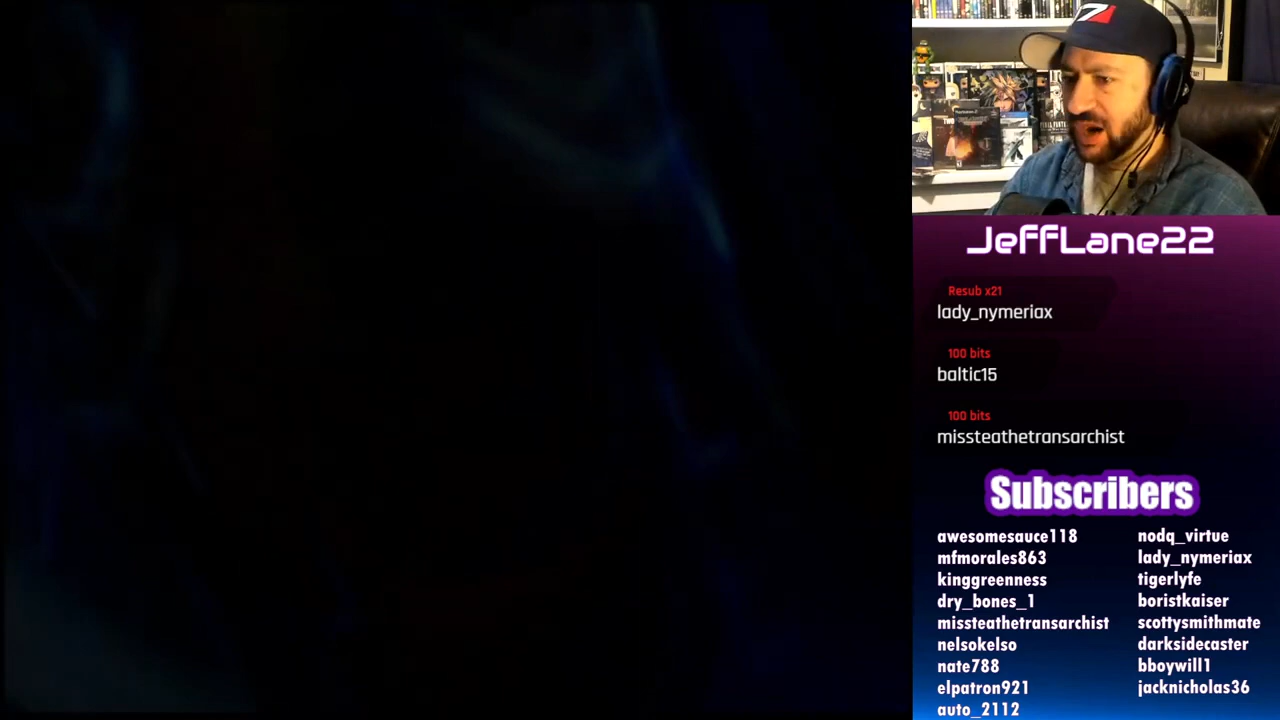 JeffLane22
Resub x21
lady_nymeriax
100 bits
baltic15
100 bits
missteathetransarchist
Subscribers
awesomesauce118
mfmorales863
kinggreenness
dry_bones_1
missteathetransarchist
nelsokelso
nate788
elpatron921
auto_2112
nodq_virtue
lady_nymeriax
tigerlyfe
boristkaiser
scottysmithmate
darksidecaster
bboywill1
jacknicholas36